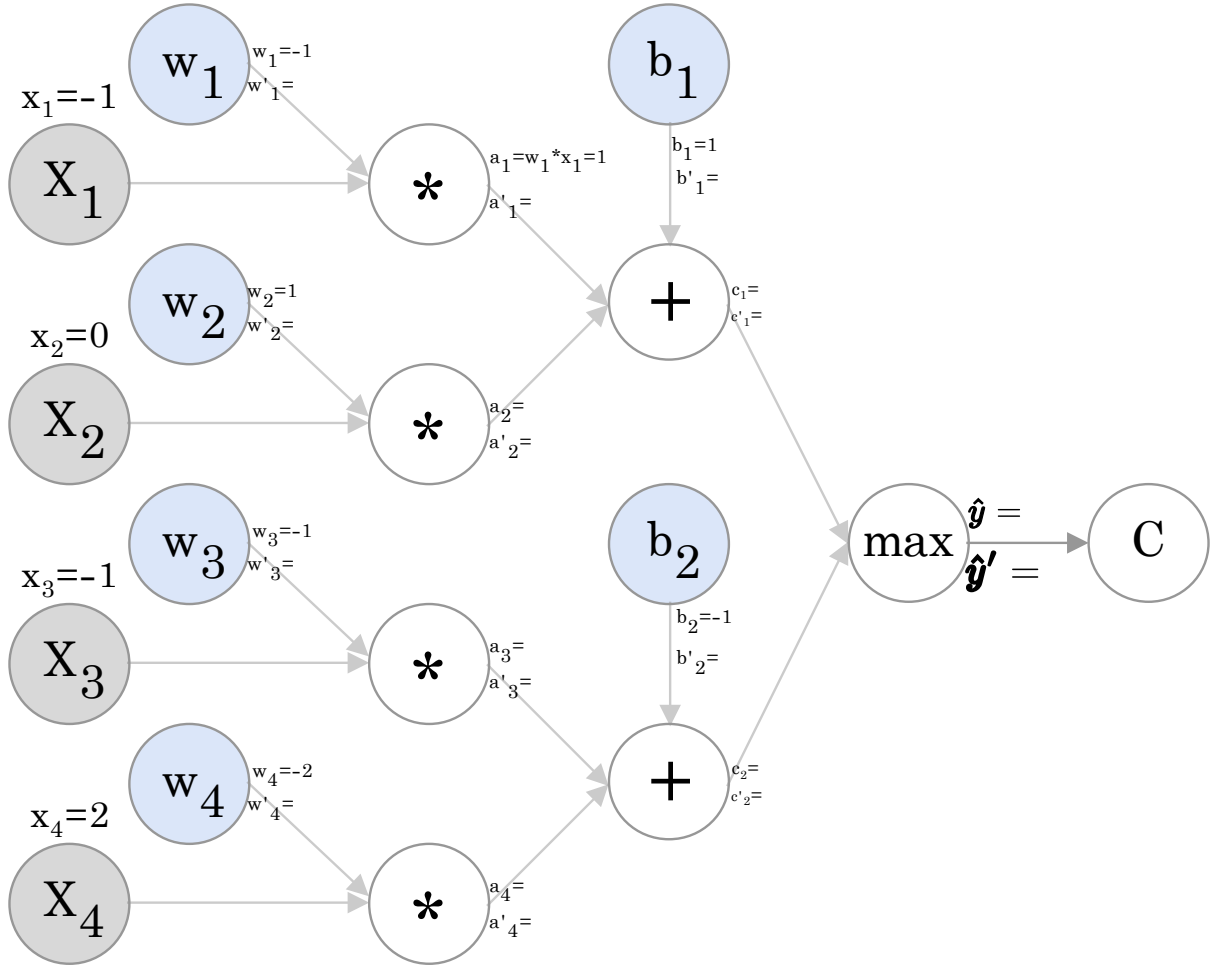 w₁
w₁=-1
w'₁=
b₁
x₁=-1
X₁
*
a₁=w₁*x₁=1
a'₁=
b₁=1
b'₁=
w₂
w₂=1
w'₂=
+
c₁=
c'₁=
x₂=0
X₂
*
a₂=
a'₂=
w₃
w₃=-1
w'₃=
b₂
max
ŷ =
ŷ' =
C
x₃=-1
X₃
*
a₃=
a'₃=
b₂=-1
b'₂=
w₄
w₄=-2
w'₄=
+
c₂=
c'₂=
x₄=2
X₄
*
a₄=
a'₄=